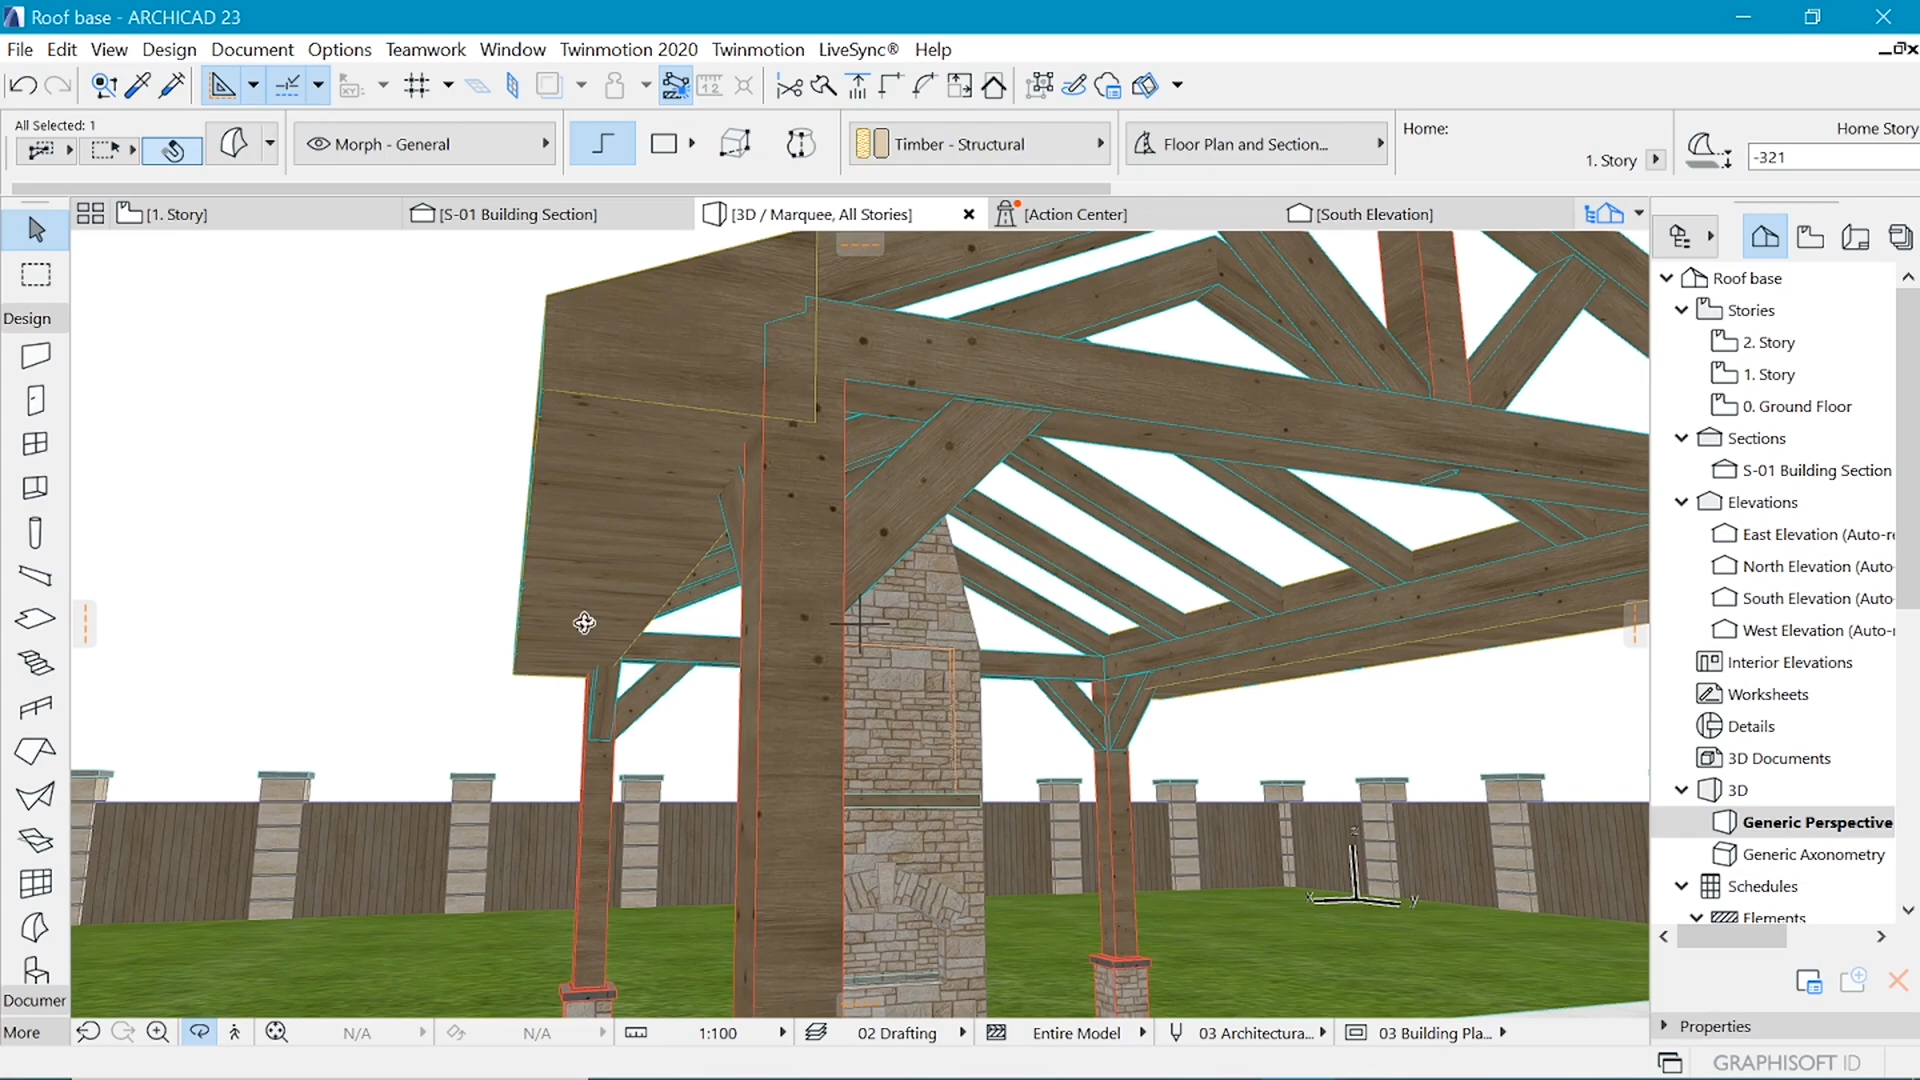 Roof base - ARCHICAD 23
File Edit View Design Document Options Teamwork Window Twinmotion 2020 Twinmotion LiveSync® Help
All Selected: 1
Morph - General
Timber - Structural
Floor Plan and Section...
Home:
1. Story
Home Story
-321
[1. Story]
[S-01 Building Section]
[3D / Marquee, All Stories]
[Action Center]
[South Elevation]
Design
Documer
More
Roof base
Stories
2. Story
1. Story
0. Ground Floor
Sections
S-01 Building Section
Elevations
East Elevation (Auto-re
North Elevation (Auto-
South Elevation (Auto-
West Elevation (Auto-r
Interior Elevations
Worksheets
Details
3D Documents
3D
Generic Perspective
Generic Axonometry
Schedules
Elements
Properties
z
x
y
N/A
N/A
1:100
02 Drafting
Entire Model
03 Architectura...
03 Building Pla...
GRAPHISOFT ID